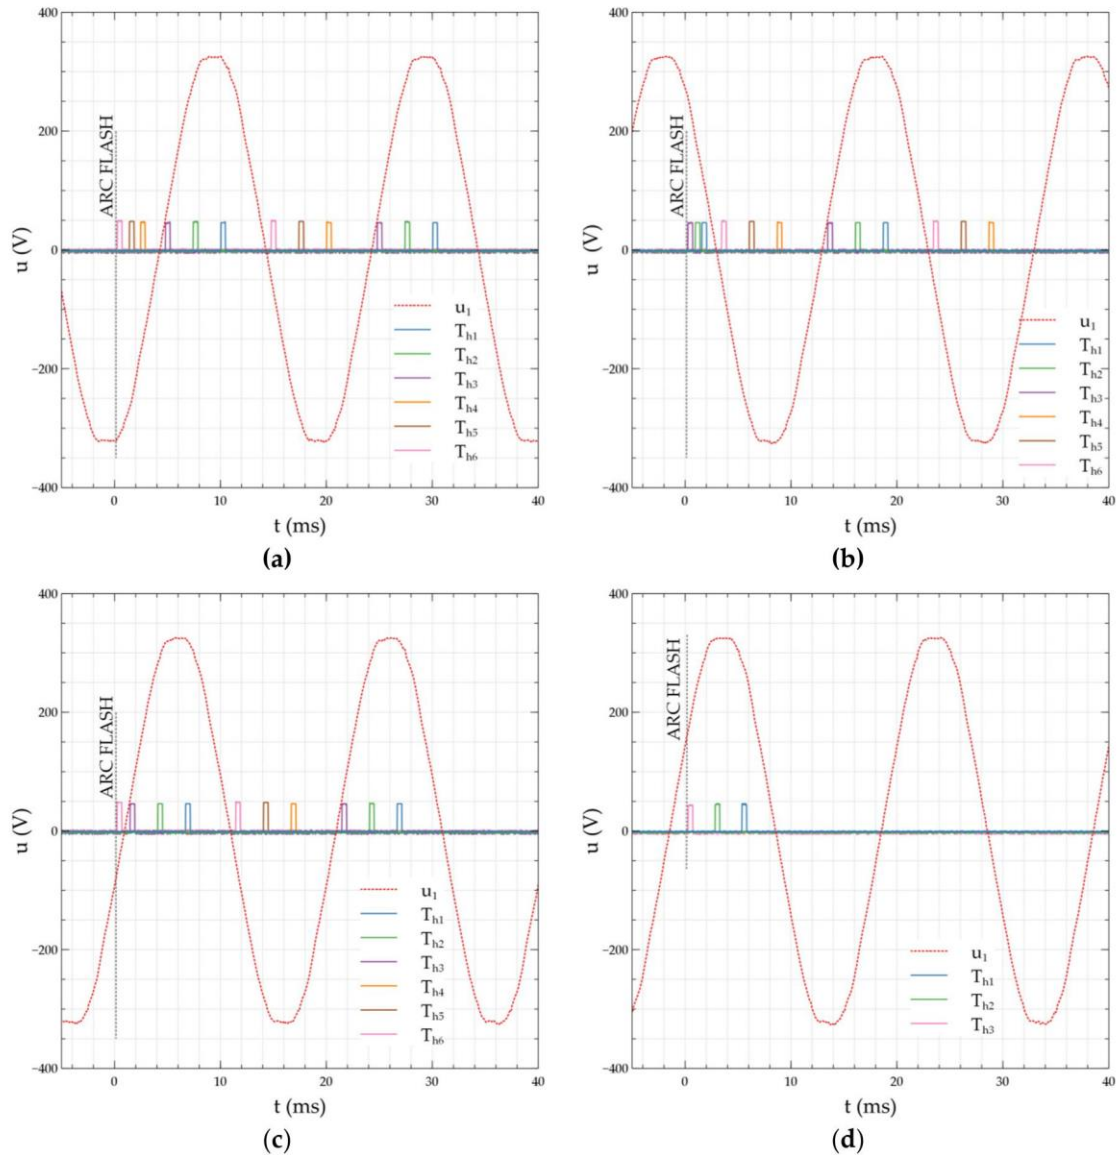 400
200
0
−200
−400
u (V)
ARC FLASH
u₁
Tₕ₁
Tₕ₂
Tₕ₃
Tₕ₄
Tₕ₅
Tₕ₆
0 10 20 30 40
t (ms)
(a)
400
200
0
−200
−400
u (V)
ARC FLASH
u₁
Tₕ₁
Tₕ₂
Tₕ₃
Tₕ₄
Tₕ₅
Tₕ₆
0 10 20 30 40
t (ms)
(b)
400
200
0
−200
−400
u (V)
ARC FLASH
u₁
Tₕ₁
Tₕ₂
Tₕ₃
Tₕ₄
Tₕ₅
Tₕ₆
0 10 20 30 40
t (ms)
(c)
400
200
0
−200
−400
u (V)
ARC FLASH
u₁
Tₕ₁
Tₕ₂
Tₕ₃
0 10 20 30 40
t (ms)
(d)